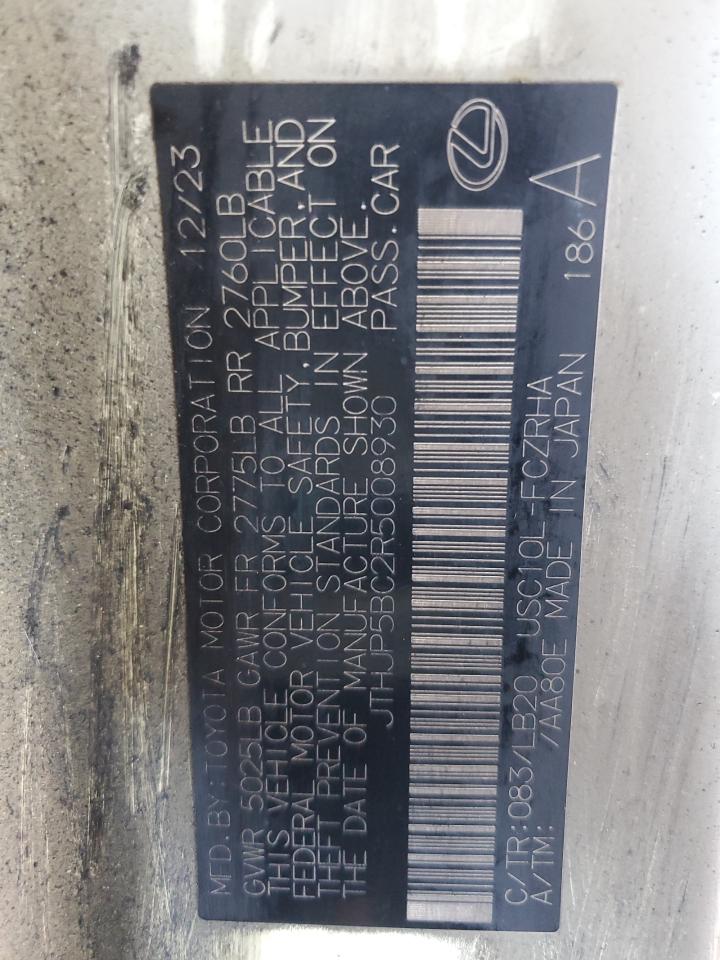 MFD.BY:TOYOTA MOTOR CORPORATION 12/23
GVWR 5025LB GAWR FR 2775LB RR 2760LB
THIS VEHICLE CONFORMS TO ALL APPLICABLE
FEDERAL MOTOR VEHICLE SAFETY, BUMPER, AND
THEFT PREVENTION STANDARDS IN EFFECT ON
THE DATE OF MANUFACTURE SHOWN ABOVE.
JTHJP5BC2R5008930 PASS.CAR
C/TR:083/LB20 USC10L-FCZRHA 186 A
A/TM: /AA80E MADE IN JAPAN